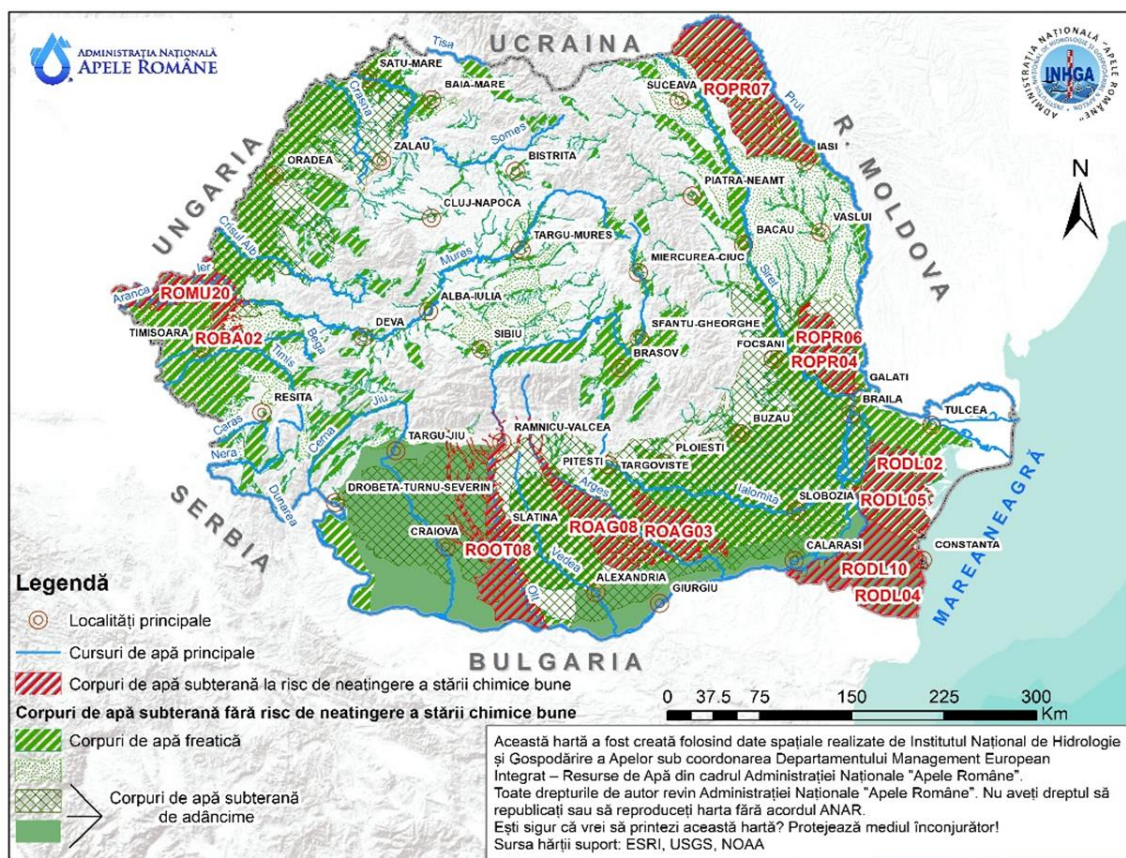 ADMINISTRAȚIA NAȚIONALĂ
APELE ROMÂNE
ADMINISTRAȚIA NAȚIONALĂ "APELE ROMÂNE"
INHGA
INSTITUTUL NAȚIONAL DE HIDROLOGIE ȘI GOSPODĂRIRE A APELOR
UCRAINA
Tisa
SATU-MARE
BAIA-MARE
SUCEAVA
ROPR07
Prut
Crasna
Somes
ZALAU
BISTRITA
ORADEA
IASI
R. MOLDOVA
N
UNGARIA
CLUJ-NAPOCA
PIATRA-NEAMT
VASLUI
BACAU
TARGU-MURES
Crisul Alb
Mures
MIERCUREA-CIUC
Siret
Ier
Aranca
ROMU20
ALBA-IULIA
TIMISOARA
ROBA02
DEVA
SIBIU
SFANTU-GHEORGHE
Bega
Timis
BRASOV
FOCSANI
ROPR06
ROPR04
GALATI
RESITA
BRAILA
TULCEA
Caras
Jiu
Cerna
Nera
BUZAU
TARGU-JIU
RAMNICU-VALCEA
PLOIESTI
PITESTI
TARGOVISTE
RODL02
Dunarea
DROBETA-TURNU-SEVERIN
Arges
Ialomita
SLOBOZIA
RODL05
SERBIA
CRAIOVA
SLATINA
ROOT08
ROAG08
ROAG03
Vedea
CALARASI
CONSTANTA
RODL10
RODL04
Olt
ALEXANDRIA
GIURGIU
MAREA NEAGRĂ
BULGARIA
Legendă
Localități principale
Cursuri de apă principale
Corpuri de apă subterană la risc de neatingere a stării chimice bune
Corpuri de apă subterană fără risc de neatingere a stării chimice bune
Corpuri de apă freatică
Corpuri de apă subterană
de adâncime
0 37.5 75 150 225 300
Km
Această hartă a fost creată folosind date spațiale realizate de Institutul Național de Hidrologie
și Gospodărire a Apelor sub coordonarea Departamentului Management European
Integrat – Resurse de Apă din cadrul Administrației Naționale "Apele Române".
Toate drepturile de autor revin Administrației Naționale "Apele Române". Nu aveți dreptul să
republicați sau să reproduceți harta fără acordul ANAR.
Ești sigur că vrei să printezi această hartă? Protejează mediul înconjurător!
Sursa hărții suport: ESRI, USGS, NOAA